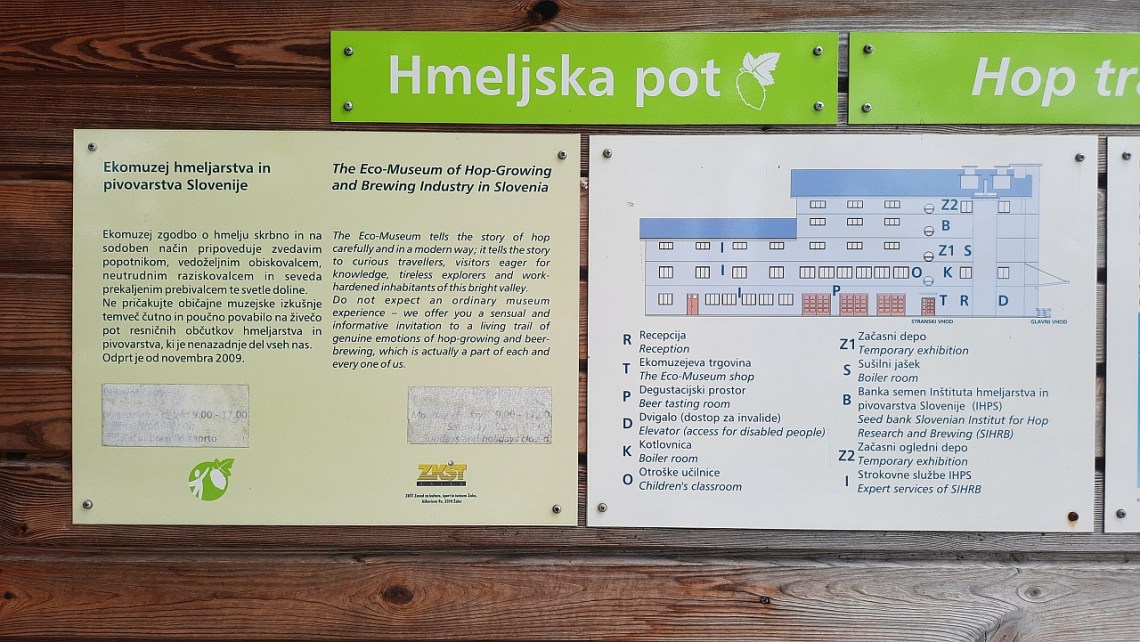 Hmeljska pot
Hop tr
Ekomuzej hmeljarstva in
pivovarstva Slovenije
The Eco-Museum of Hop-Growing
and Brewing Industry in Slovenia
Ekomuzej zgodbo o hmelju skrbno in na
sodoben način pripoveduje zvedavim
popotnikom, vedoželjnim obiskovalcem,
neutrudnim raziskovalcem in seveda
prekaljenim prebivalcem te svetle doline.
Ne pričakujte običajne muzejske izkušnje
temveč čutno in poučno povabilo na živečo
pot resničnih občutkov hmeljarstva in
pivovarstva, ki je nenazadnje del vseh nas.
Odprt je od novembra 2009.
The Eco-Museum tells the story of hop
carefully and in a modern way; it tells the story
to curious travellers, visitors eager for
knowledge, tireless explorers and work-
hardened inhabitants of this bright valley.
Do not expect an ordinary museum
experience – we offer you a sensual and
informative invitation to a living trail of
genuine emotions of hop-growing and beer-
brewing, which is actually a part of each and
every one of us.
9.00 - 17.00
zaprto
9.00 - 17.00
Sundays and holidays closed
ZKŠT
Z2
B
I Z1 S
I O K
I P T R D
STRANSKI VHOD
GLAVNI VHOD
R Recepcija
Reception
T Ekomuzejeva trgovina
The Eco-Museum shop
P Degustacijski prostor
Beer tasting room
D Dvigalo (dostop za invalide)
Elevator (access for disabled people)
K Kotlovnica
Boiler room
O Otroške učilnice
Children's classroom
Z1 Začasni depo
Temporary exhibition
S Sušilni jašek
Boiler room
B Banka semen Inštituta hmeljarstva in
pivovarstva Slovenije (IHPS)
Seed bank Slovenian Institut for Hop
Research and Brewing (SIHRB)
Z2 Začasni ogledni depo
Temporary exhibition
I Strokovne službe IHPS
Expert services of SIHRB